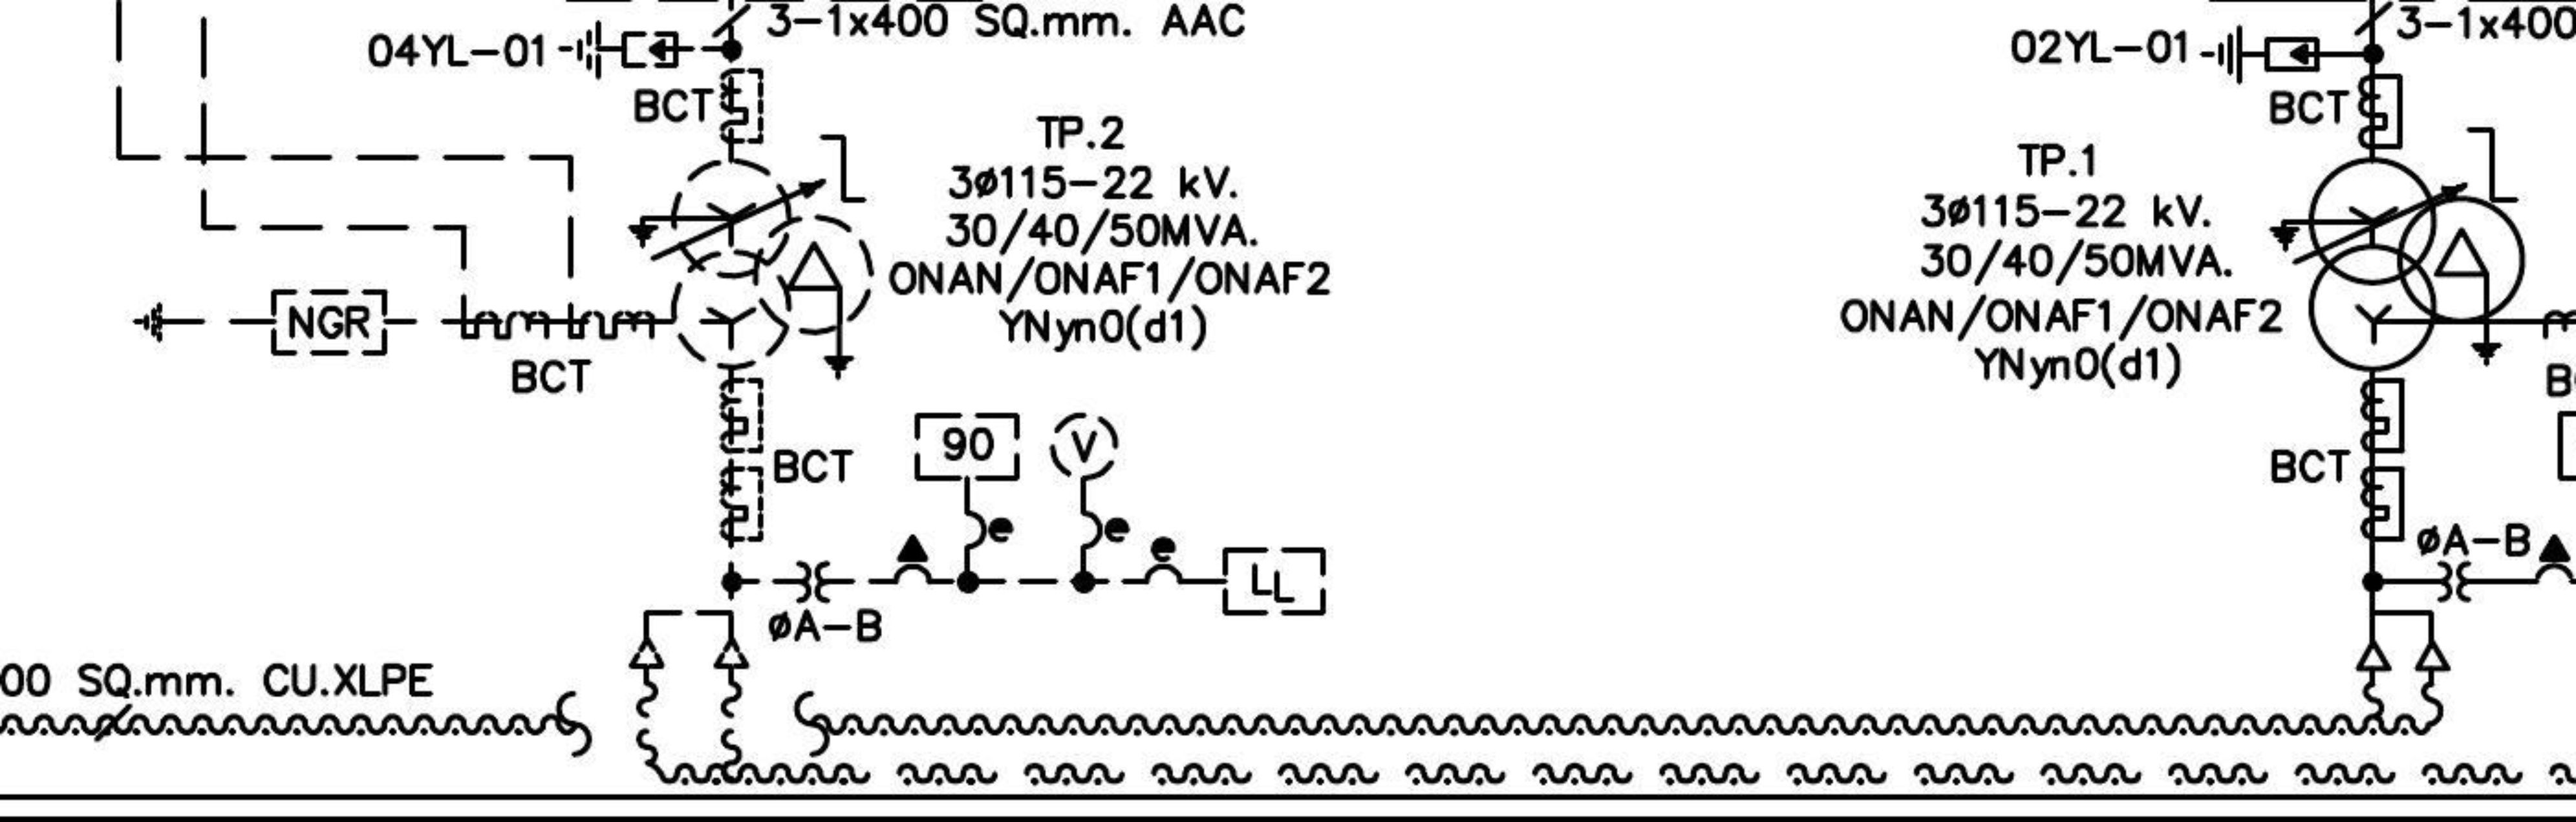 3-1x400 SQ.mm. AAC
04YL-01
BCT
TP.2
3ø115-22 kV.
30/40/50MVA.
ONAN/ONAF1/ONAF2
YNyn0(d1)
NGR
BCT
BCT
90
V
e
e
e
LL
øA-B
00 SQ.mm. CU.XLPE
3-1x400
02YL-01
BCT
TP.1
3ø115-22 kV.
30/40/50MVA.
ONAN/ONAF1/ONAF2
YNyn0(d1)
BCT
øA-B